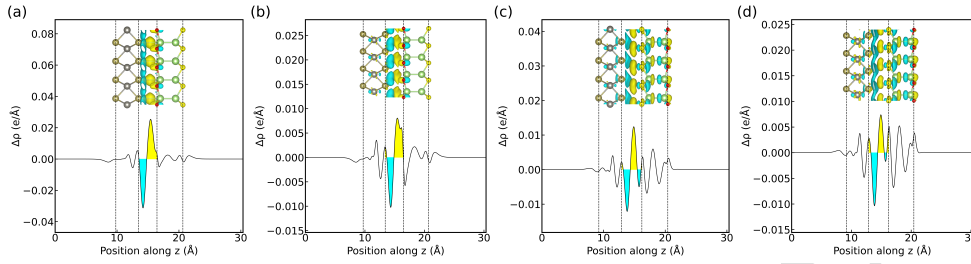 (a)
Δρ (e/Å)
0.08
0.06
0.04
0.02
0.00
−0.02
−0.04
0 10 20 30
Position along z (Å)
(b)
Δρ (e/Å)
0.025
0.020
0.015
0.010
0.005
0.000
−0.005
−0.010
−0.015
0 10 20 30
Position along z (Å)
(c)
Δρ (e/Å)
0.04
0.03
0.02
0.01
0.00
−0.01
0 10 20 30
Position along z (Å)
(d)
Δρ (e/Å)
0.025
0.020
0.015
0.010
0.005
0.000
−0.005
−0.010
−0.015
0 10 20 30
Position along z (Å)